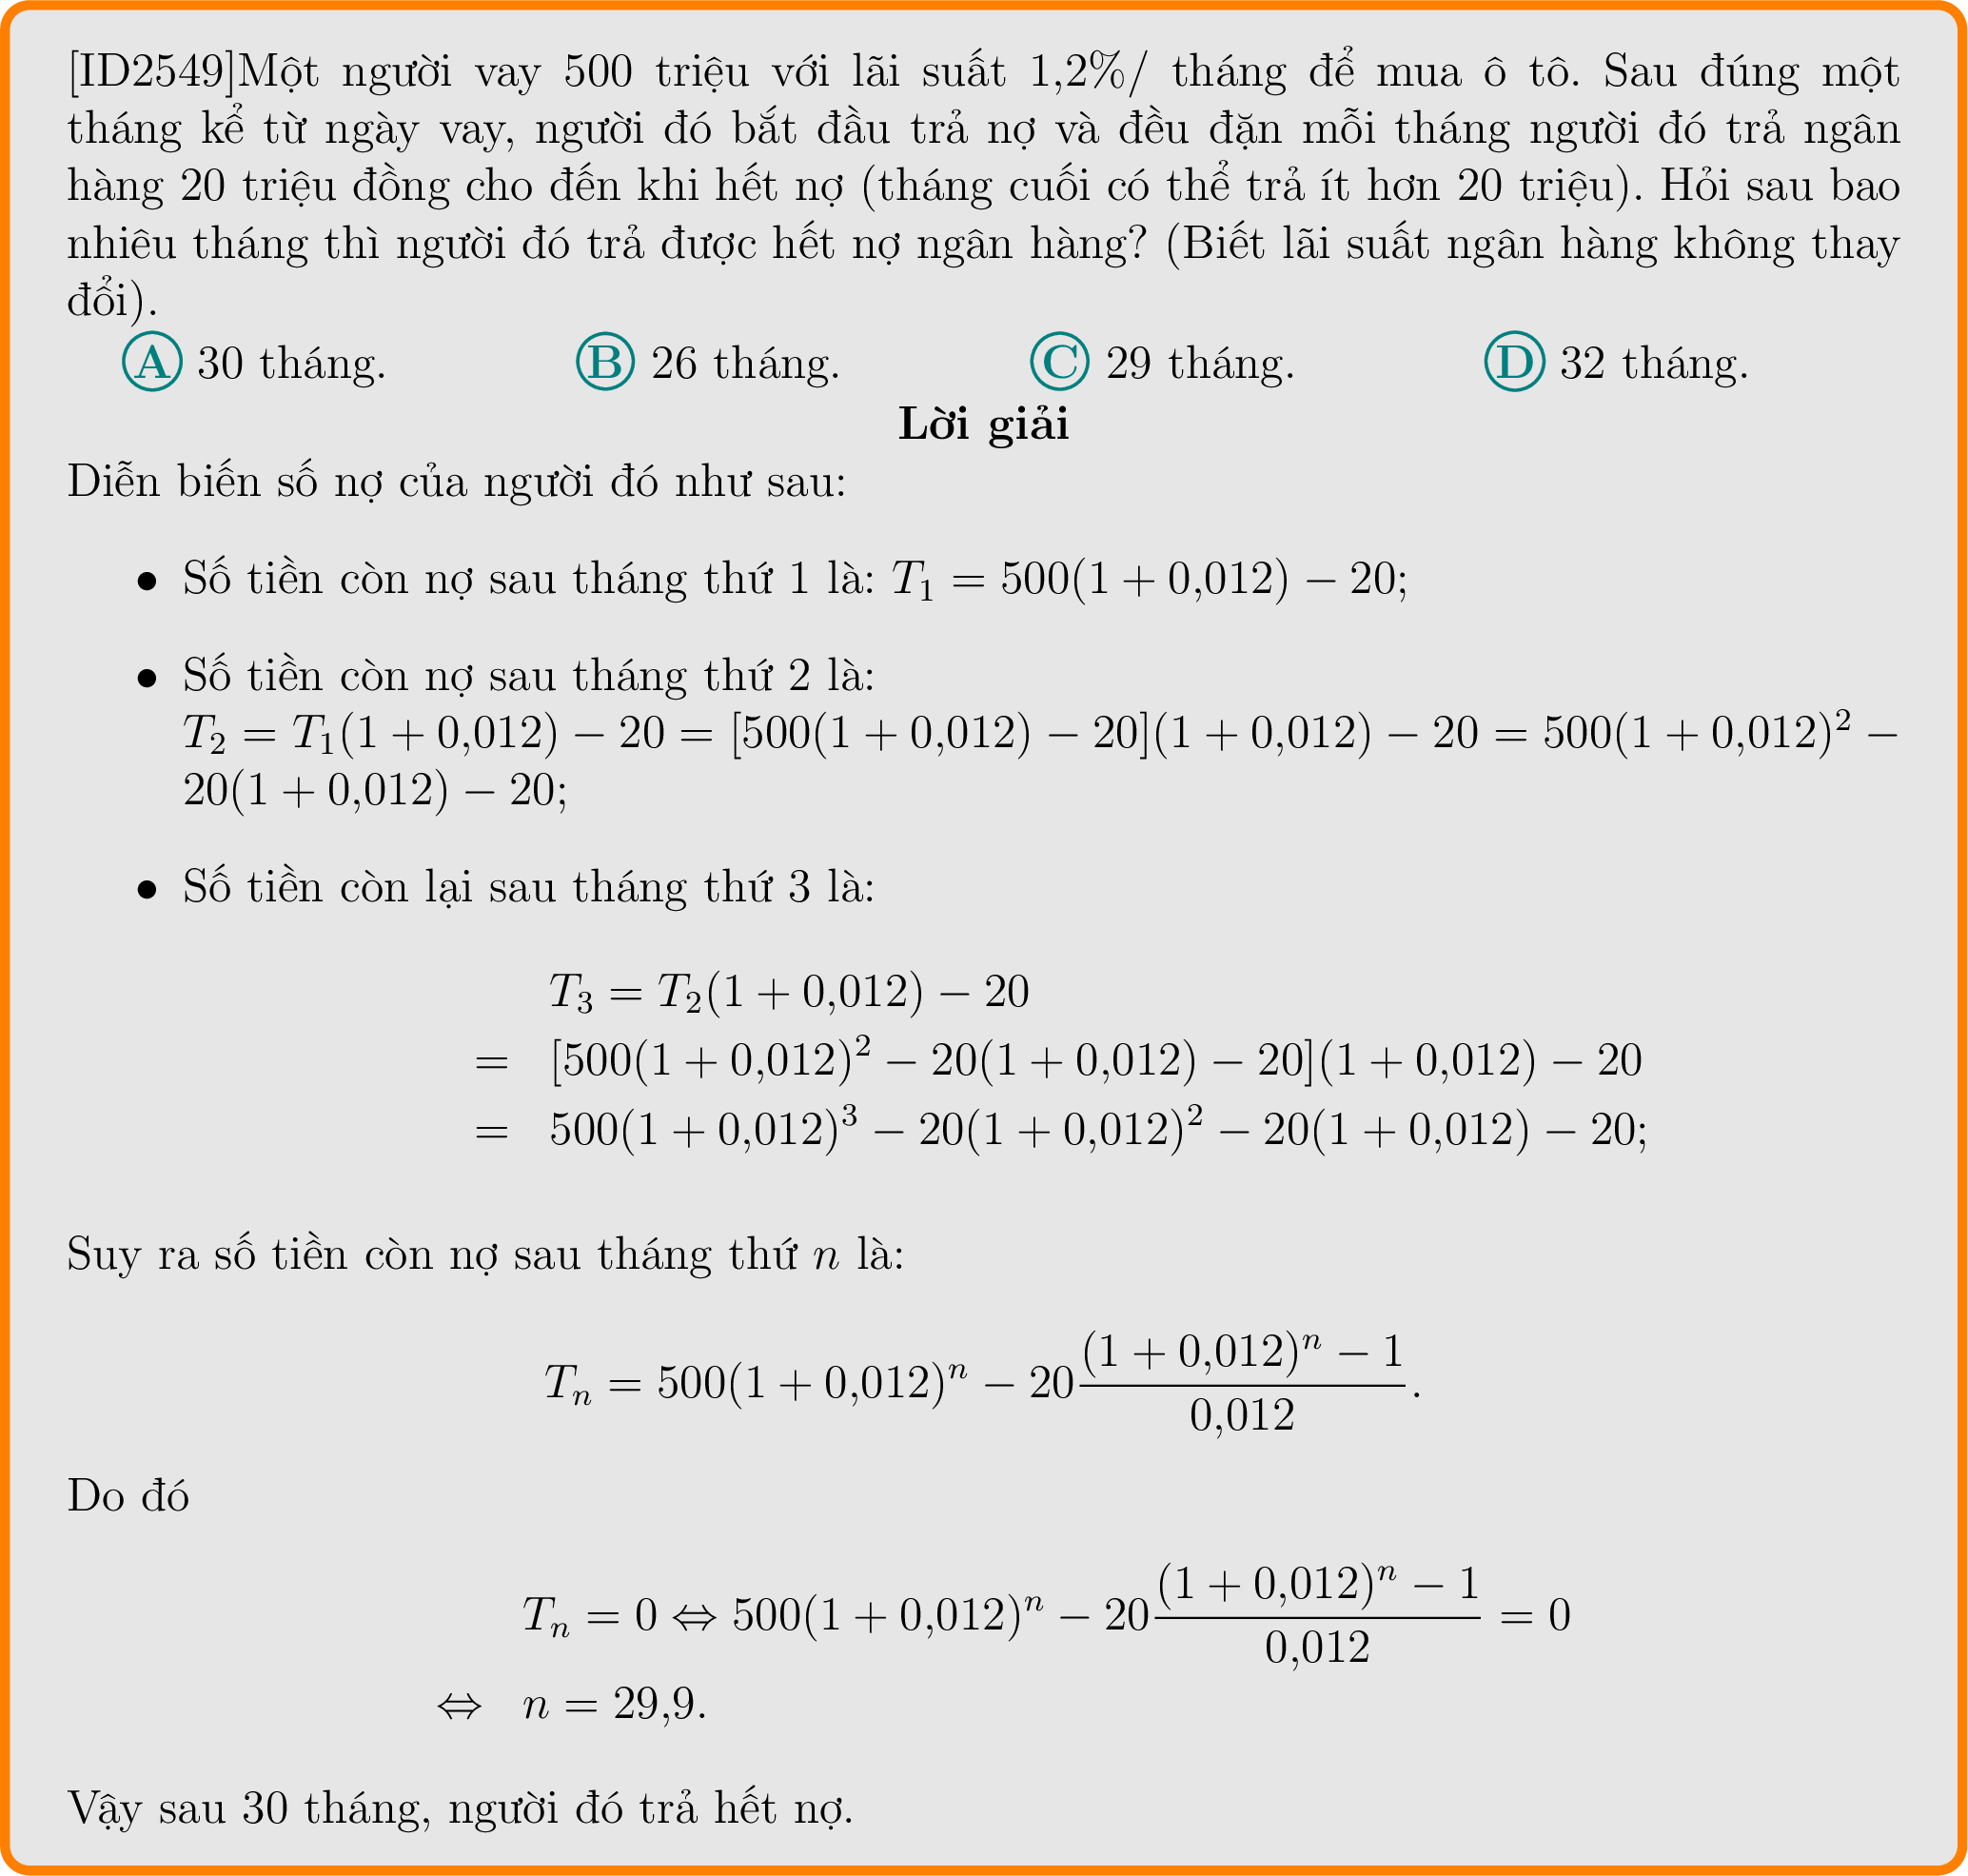 [ID2549]Một người vay 500 triệu với lãi suất 1,2%/ tháng để mua ô tô. Sau đúng một
tháng kể từ ngày vay, người đó bắt đầu trả nợ và đều đặn mỗi tháng người đó trả ngân
hàng 20 triệu đồng cho đến khi hết nợ (tháng cuối có thể trả ít hơn 20 triệu). Hỏi sau bao
nhiêu tháng thì người đó trả được hết nợ ngân hàng? (Biết lãi suất ngân hàng không thay
đổi).
A 30 tháng. B 26 tháng. C 29 tháng. D 32 tháng.
Lời giải
Diễn biến số nợ của người đó như sau:
• Số tiền còn nợ sau tháng thứ 1 là: $T_1 = 500(1 + 0{,}012) - 20$;
• Số tiền còn nợ sau tháng thứ 2 là:
$T_2 = T_1(1 + 0{,}012) - 20 = [500(1 + 0{,}012) - 20](1 + 0{,}012) - 20 = 500(1 + 0{,}012)^2 -$
$20(1 + 0{,}012) - 20$;
• Số tiền còn lại sau tháng thứ 3 là:
$T_3 = T_2(1 + 0{,}012) - 20$
$= [500(1 + 0{,}012)^2 - 20(1 + 0{,}012) - 20](1 + 0{,}012) - 20$
$= 500(1 + 0{,}012)^3 - 20(1 + 0{,}012)^2 - 20(1 + 0{,}012) - 20$;
Suy ra số tiền còn nợ sau tháng thứ $n$ là:
$T_n = 500(1 + 0{,}012)^n - 20\frac{(1 + 0{,}012)^n - 1}{0{,}012}$.
Do đó
$T_n = 0 \Leftrightarrow 500(1 + 0{,}012)^n - 20\frac{(1 + 0{,}012)^n - 1}{0{,}012} = 0$
$\Leftrightarrow n = 29{,}9$.
Vậy sau 30 tháng, người đó trả hết nợ.